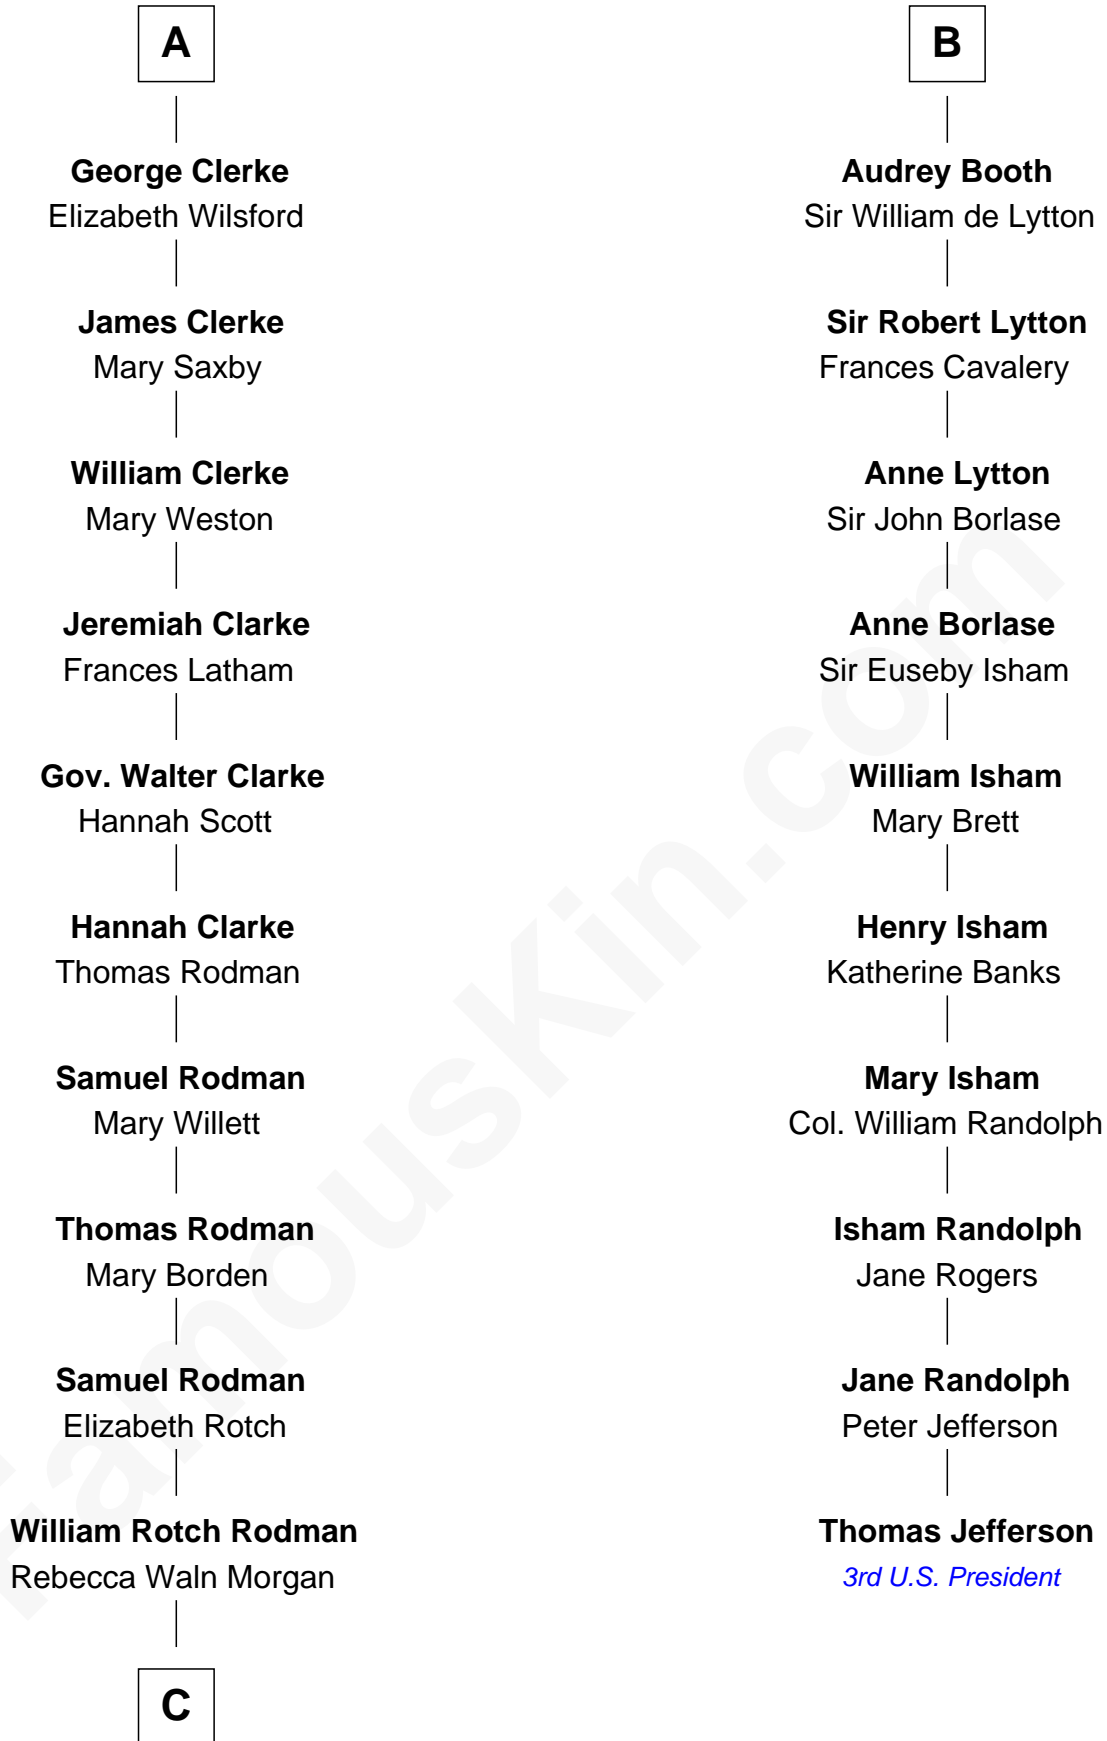 A
George Clerke
Elizabeth Wilsford
James Clerke
Mary Saxby
William Clerke
Mary Weston
Jeremiah Clarke
Frances Latham
Gov. Walter Clarke
Hannah Scott
Hannah Clarke
Thomas Rodman
Samuel Rodman
Mary Willett
Thomas Rodman
Mary Borden
Samuel Rodman
Elizabeth Rotch
William Rotch Rodman
Rebecca Waln Morgan
C
B
Audrey Booth
Sir William de Lytton
Sir Robert Lytton
Frances Cavalery
Anne Lytton
Sir John Borlase
Anne Borlase
Sir Euseby Isham
William Isham
Mary Brett
Henry Isham
Katherine Banks
Mary Isham
Col. William Randolph
Isham Randolph
Jane Rogers
Jane Randolph
Peter Jefferson
Thomas Jefferson
3rd U.S. President
FamousKin.com